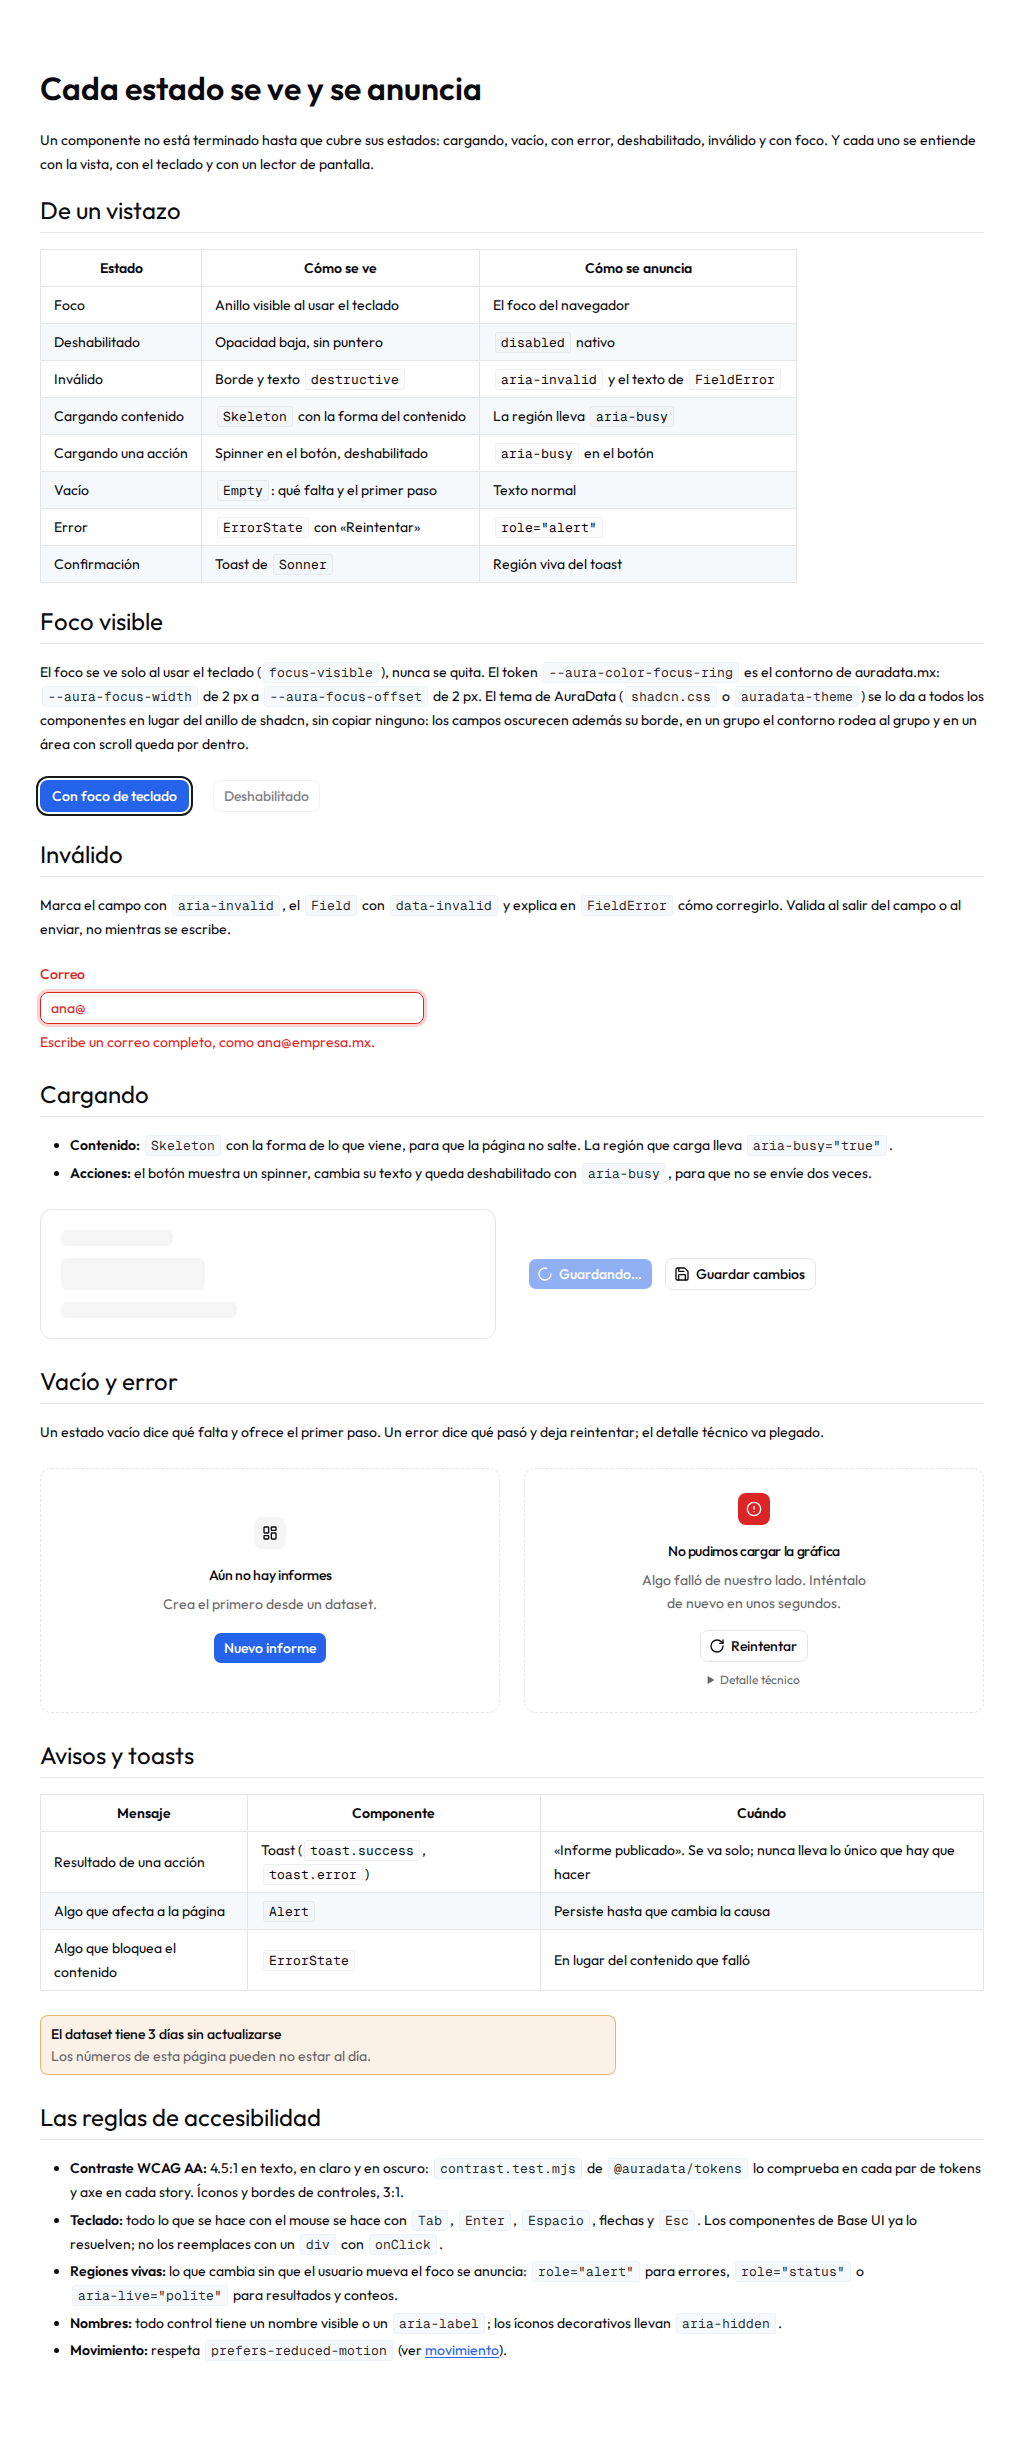 Cada estado se ve y se anuncia
Un componente no está terminado hasta que cubre sus estados: cargando, vacío, con error, deshabilitado, inválido y con foco. Y cada uno se entiende
con la vista, con el teclado y con un lector de pantalla.
De un vistazo
Estado Cómo se ve Cómo se anuncia
Foco Anillo visible al usar el teclado El foco del navegador
Deshabilitado Opacidad baja, sin puntero disabled nativo
Inválido Borde y texto destructive aria-invalid y el texto de FieldError
Cargando contenido Skeleton con la forma del contenido La región lleva aria-busy
Cargando una acción Spinner en el botón, deshabilitado aria-busy en el botón
Vacío Empty : qué falta y el primer paso Texto normal
Error ErrorState con «Reintentar» role="alert"
Confirmación Toast de Sonner Región viva del toast
Foco visible
El foco se ve solo al usar el teclado ( focus-visible ), nunca se quita. El token --aura-color-focus-ring es el contorno de auradata.mx:
--aura-focus-width de 2 px a --aura-focus-offset de 2 px. El tema de AuraData ( shadcn.css o auradata-theme ) se lo da a todos los
componentes en lugar del anillo de shadcn, sin copiar ninguno: los campos oscurecen además su borde, en un grupo el contorno rodea al grupo y en un
área con scroll queda por dentro.
Con foco de teclado Deshabilitado
Inválido
Marca el campo con aria-invalid , el Field con data-invalid y explica en FieldError cómo corregirlo. Valida al salir del campo o al
enviar, no mientras se escribe.
Correo
ana@
Escribe un correo completo, como ana@empresa.mx.
Cargando
• Contenido: Skeleton con la forma de lo que viene, para que la página no salte. La región que carga lleva aria-busy="true" .
• Acciones: el botón muestra un spinner, cambia su texto y queda deshabilitado con aria-busy , para que no se envíe dos veces.
Guardando... Guardar cambios
Vacío y error
Un estado vacío dice qué falta y ofrece el primer paso. Un error dice qué pasó y deja reintentar; el detalle técnico va plegado.
Aún no hay informes
Crea el primero desde un dataset.
Nuevo informe
No pudimos cargar la gráfica
Algo falló de nuestro lado. Inténtalo
de nuevo en unos segundos.
Reintentar
▶ Detalle técnico
Avisos y toasts
Mensaje Componente Cuándo
Resultado de una acción Toast ( toast.success , toast.error ) «Informe publicado». Se va solo; nunca lleva lo único que hay que
hacer
Algo que afecta a la página Alert Persiste hasta que cambia la causa
Algo que bloquea el
contenido ErrorState En lugar del contenido que falló
El dataset tiene 3 días sin actualizarse
Los números de esta página pueden no estar al día.
Las reglas de accesibilidad
• Contraste WCAG AA: 4.5:1 en texto, en claro y en oscuro: contrast.test.mjs de @auradata/tokens lo comprueba en cada par de tokens
y axe en cada story. Íconos y bordes de controles, 3:1.
• Teclado: todo lo que se hace con el mouse se hace con Tab , Enter , Espacio , flechas y Esc . Los componentes de Base UI ya lo
resuelven; no los reemplaces con un div con onClick .
• Regiones vivas: lo que cambia sin que el usuario mueva el foco se anuncia: role="alert" para errores, role="status" o
aria-live="polite" para resultados y conteos.
• Nombres: todo control tiene un nombre visible o un aria-label ; los íconos decorativos llevan aria-hidden .
• Movimiento: respeta prefers-reduced-motion (ver movimiento).